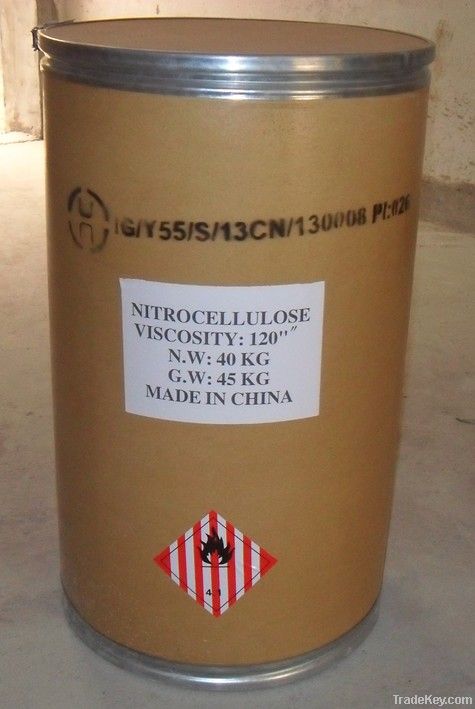 1G/Y55/S/13CN/130008 PI:026
NITROCELLULOSE
VISCOSITY: 120"″
N.W: 40 KG
G.W: 45 KG
MADE IN CHINA
4.1
TradeKey.com